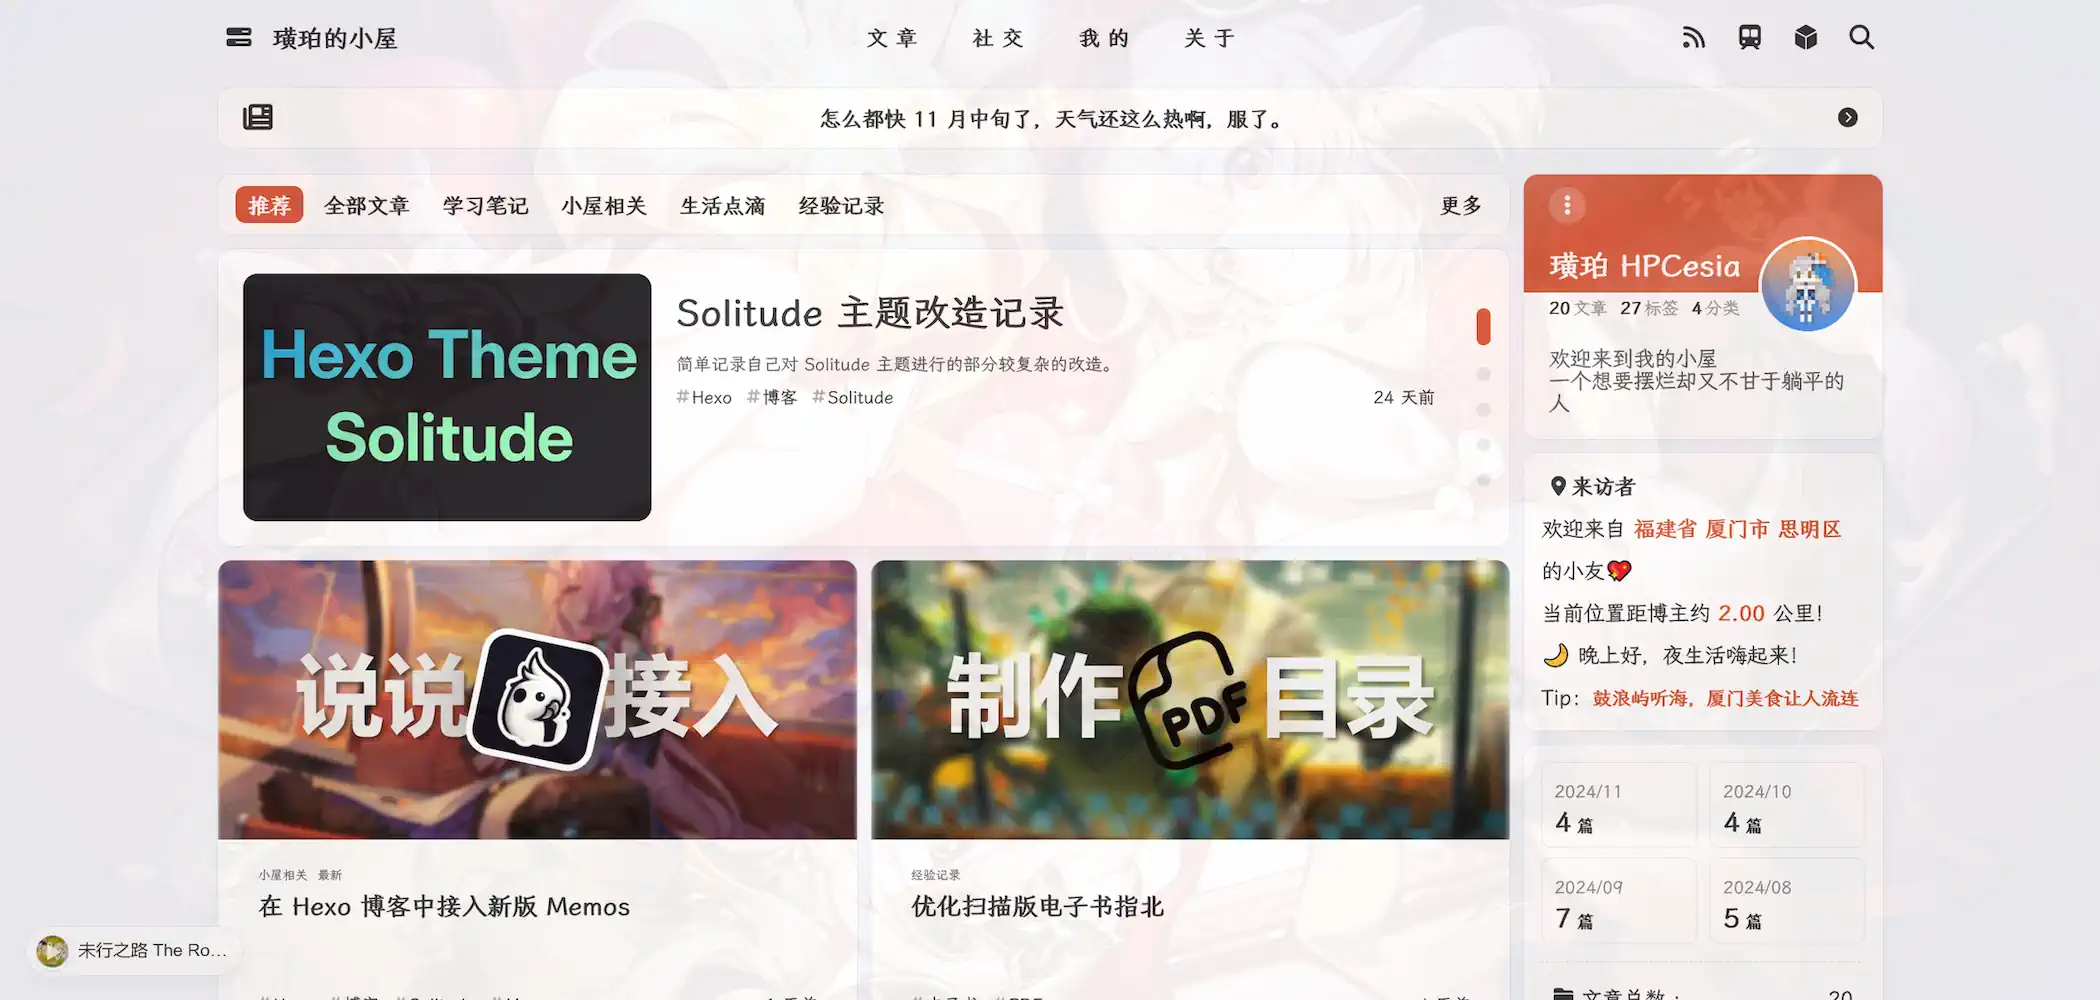 璜珀的小屋
文章 社交 我的 关于
怎么都快 11 月中旬了，天气还这么热啊，服了。
推荐 全部文章 学习笔记 小屋相关 生活点滴 经验记录 更多
Hexo Theme
Solitude
Solitude 主题改造记录
简单记录自己对 Solitude 主题进行的部分较复杂的改造。
#Hexo #博客 #Solitude 24 天前
说说接入
制作PDF目录
小屋相关 最新
在 Hexo 博客中接入新版 Memos
经验记录
优化扫描版电子书指北
璜珀 HPCesia
20文章 27标签 4分类
欢迎来到我的小屋
一个想要摆烂却又不甘于躺平的
人
来访者
欢迎来自 福建省 厦门市 思明区
的小友💖
当前位置距博主约 2.00 公里！
🌙 晚上好，夜生活嗨起来！
Tip：鼓浪屿听海，厦门美食让人流连
2024/11
4 篇
2024/10
4 篇
2024/09
7 篇
2024/08
5 篇
文章总数： 20
未行之路 The Ro…